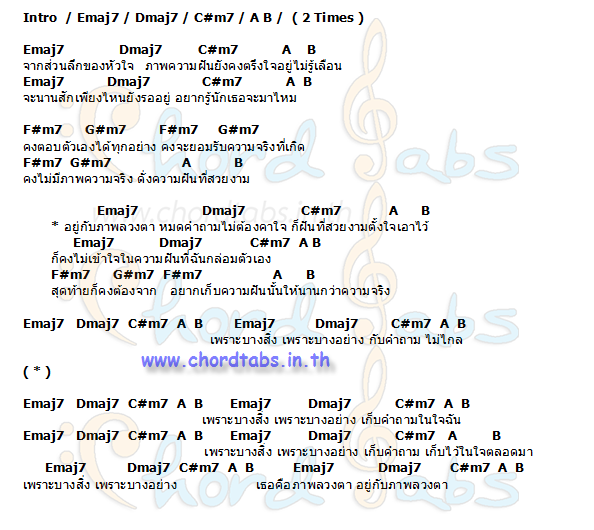 Intro / Emaj7 / Dmaj7 / C#m7 / A B / ( 2 Times )
Emaj7 Dmaj7 C#m7 A B
จากส่วนลึกของหัวใจ ภาพความฝันยังคงตรึงใจอยู่ไม่รู้เลือน
Emaj7 Dmaj7 C#m7 A B
จะนานสักเพียงไหนยังรออยู่ อยากรู้นักเธอจะมาไหม
F#m7 G#m7 F#m7 G#m7
คงตอบตัวเองได้ทุกอย่าง คงจะยอมรับความจริงที่เกิด
F#m7 G#m7 A B
คงไม่มีภาพความจริง ดั่งความฝันที่สวยงาม
Emaj7 Dmaj7 C#m7 A B
* อยู่กับภาพลวงตา หมดคำถามไม่ต้องคาใจ ก็ฝันที่สวยงามตั้งใจเอาไว้
Emaj7 Dmaj7 C#m7 A B
ก็คงไม่เข้าใจในความฝันที่ฉันกล่อมตัวเอง
F#m7 G#m7 F#m7 A B
สุดท้ายก็คงต้องจาก อยากเก็บความฝันนั้นให้นานกว่าความจริง
Emaj7 Dmaj7 C#m7 A B Emaj7 Dmaj7 C#m7 A B
เพราะบางสิ่ง เพราะบางอย่าง กับคำถาม ไม่ไกล
www.chordtabs.in.th
( * )
Emaj7 Dmaj7 C#m7 A B Emaj7 Dmaj7 C#m7 A B
เพราะบางสิ่ง เพราะบางอย่าง เก็บคำถามในใจฉัน
Emaj7 Dmaj7 C#m7 A B Emaj7 Dmaj7 C#m7 A B
เพราะบางสิ่ง เพราะบางอย่าง เก็บคำถาม เก็บไว้ในใจตลอดมา
Emaj7 Dmaj7 C#m7 A B Emaj7 Dmaj7 C#m7 A B
เพราะบางสิ่ง เพราะบางอย่าง เธอคือภาพลวงตา อยู่กับภาพลวงตา